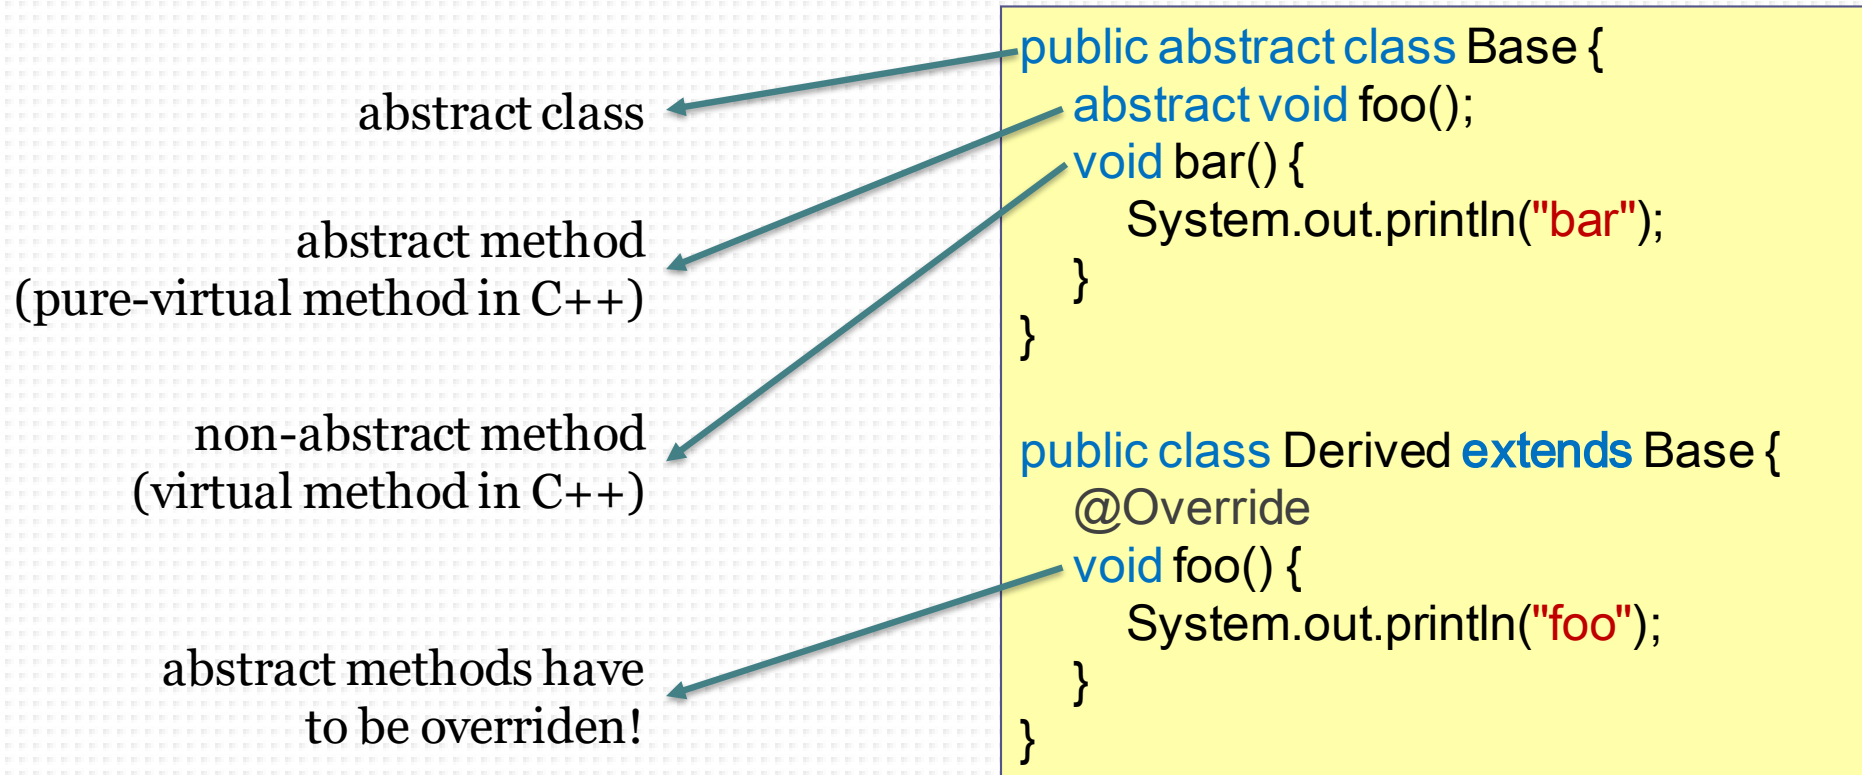 abstract class
abstract method
(pure-virtual method in C++)
non-abstract method
(virtual method in C++)
abstract methods have
to be overriden!
public abstract class Base {
abstract void foo();
void bar() {
System.out.println("bar");
}
}
public class Derived extends Base {
@Override
void foo() {
System.out.println("foo");
}
}